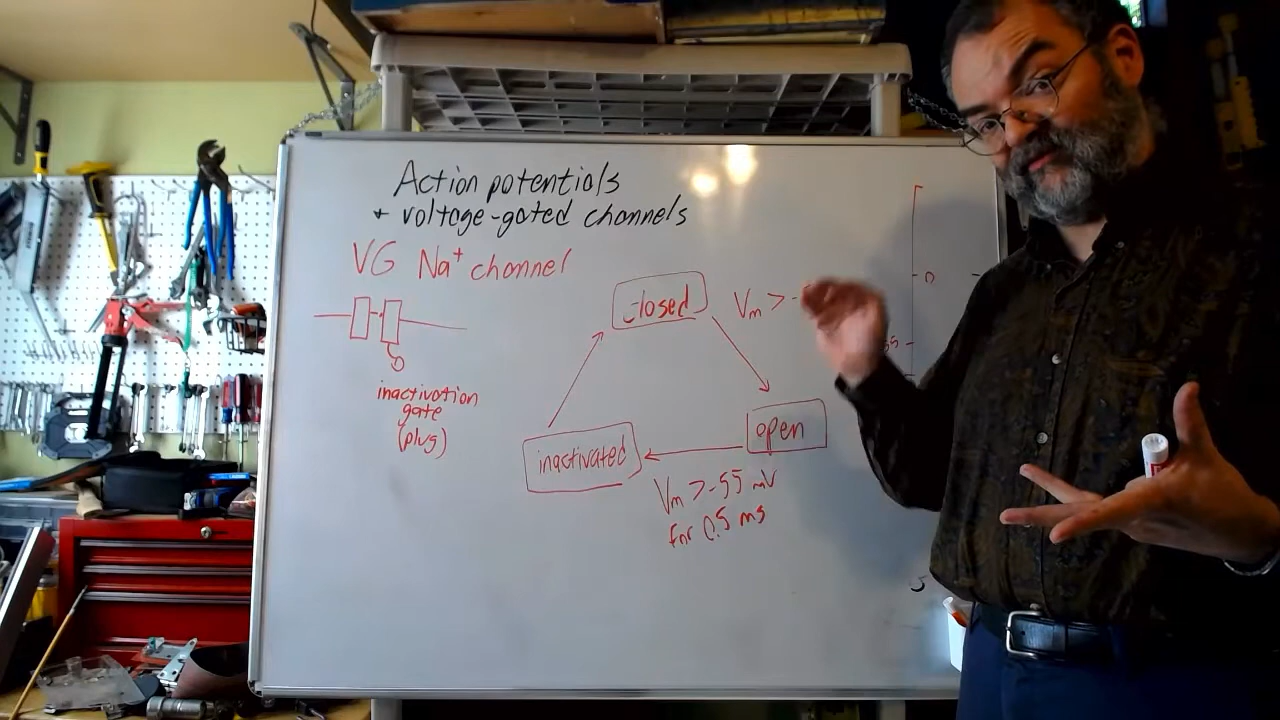 Action potentials
+ voltage-gated channels
VG Na⁺ channel
closed
Vm > -
inactivation
gate
(plug)
open
inactivated
Vm > -55 mV
for 0.5 ms
0